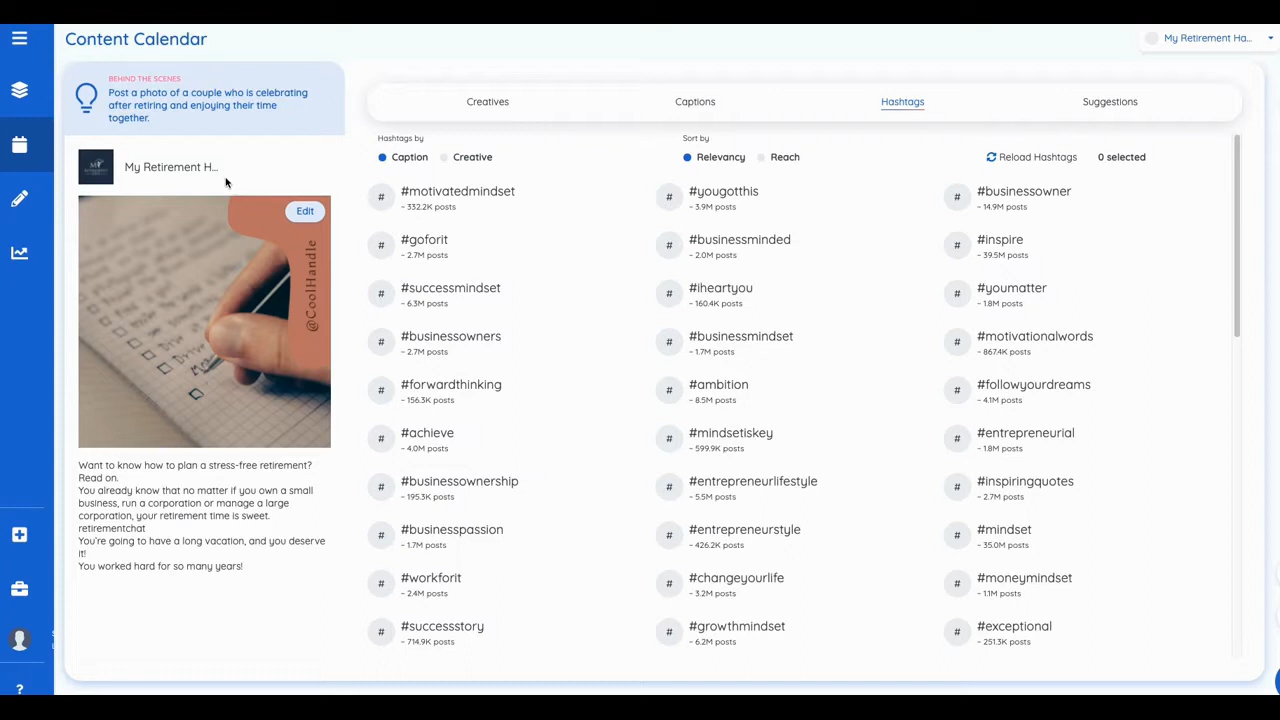 Content Calendar
My Retirement Ha...
BEHIND THE SCENES
Post a photo of a couple who is celebrating
after retiring and enjoying their time
together.
My Retirement H...
Edit
@CoolHandle
Want to know how to plan a stress-free retirement?
Read on.
You already know that no matter if you own a small
business, run a corporation or manage a large
corporation, your retirement time is sweet.
retirementchat
You're going to have a long vacation, and you deserve
it!
You worked hard for so many years!
Creatives Captions Hashtags Suggestions
Hashtags by Sort by
Caption Creative Relevancy Reach Reload Hashtags 0 selected
# #motivatedmindset # #yougotthis # #businessowner
~ 332.2K posts ~ 3.9M posts ~ 14.9M posts
# #goforit # #businessminded # #inspire
~ 2.7M posts ~ 2.0M posts ~ 39.5M posts
# #successmindset # #iheartyou # #youmatter
~ 6.3M posts ~ 160.4K posts ~ 1.8M posts
# #businessowners # #businessmindset # #motivationalwords
~ 2.7M posts ~ 1.7M posts ~ 867.4K posts
# #forwardthinking # #ambition # #followyourdreams
~ 156.3K posts ~ 8.5M posts ~ 4.1M posts
# #achieve # #mindsetiskey # #entrepreneurial
~ 4.0M posts ~ 599.9K posts ~ 1.8M posts
# #businessownership # #entrepreneurlifestyle # #inspiringquotes
~ 195.3K posts ~ 5.5M posts ~ 2.7M posts
# #businesspassion # #entrepreneurstyle # #mindset
~ 1.7M posts ~ 426.2K posts ~ 35.0M posts
# #workforit # #changeyourlife # #moneymindset
~ 2.4M posts ~ 3.2M posts ~ 1.1M posts
# #successstory # #growthmindset # #exceptional
~ 714.9K posts ~ 6.2M posts ~ 251.3K posts
?